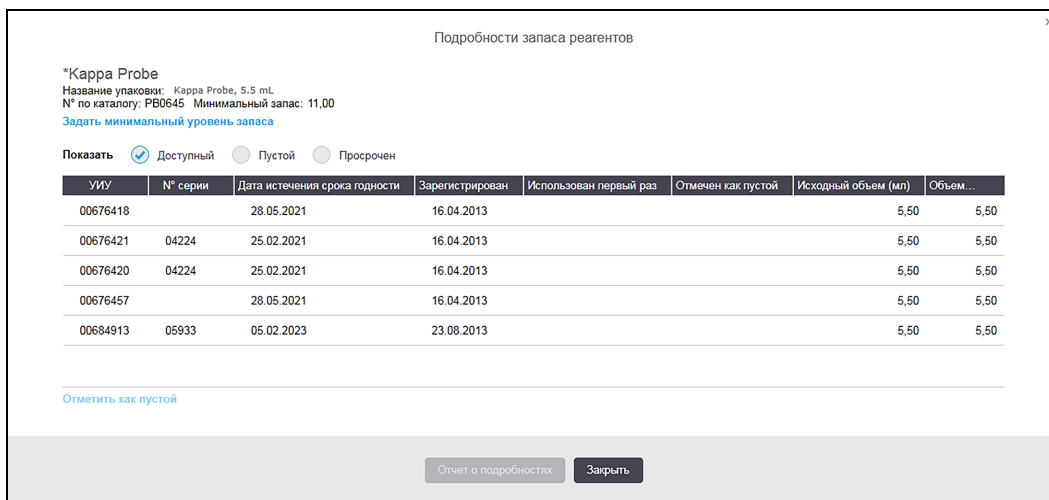 Подробности запаса реагентов
*Kappa Probe
Название упаковки: Kappa Probe, 5.5 mL
N° по каталогу: PB0645 Минимальный запас: 11,00
Задать минимальный уровень запаса
Показать Доступный Пустой Просрочен
УИУ N° серии Дата истечения срока годности Зарегистрирован Использован первый раз Отмечен как пустой Исходный объем (мл) Объем...
00676418 28.05.2021 16.04.2013 5,50 5,50
00676421 04224 25.02.2021 16.04.2013 5,50 5,50
00676420 04224 25.02.2021 16.04.2013 5,50 5,50
00676457 28.05.2021 16.04.2013 5,50 5,50
00684913 05933 05.02.2023 23.08.2013 5,50 5,50
Отметить как пустой
Отчет о подробностях Закрыть